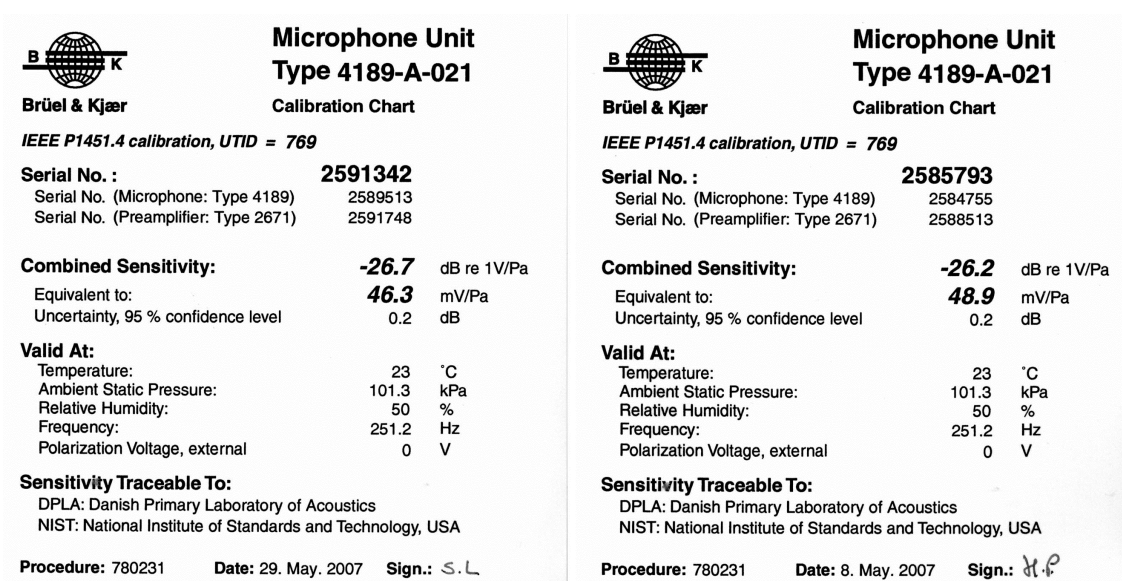 B K
Brüel & Kjær
Microphone Unit
Type 4189-A-021
Calibration Chart
IEEE P1451.4 calibration, UTID = 769
Serial No. : 2591342
Serial No. (Microphone: Type 4189) 2589513
Serial No. (Preamplifier: Type 2671) 2591748
Combined Sensitivity: -26.7 dB re 1V/Pa
Equivalent to: 46.3 mV/Pa
Uncertainty, 95 % confidence level 0.2 dB
Valid At:
Temperature: 23 °C
Ambient Static Pressure: 101.3 kPa
Relative Humidity: 50 %
Frequency: 251.2 Hz
Polarization Voltage, external 0 V
Sensitivity Traceable To:
DPLA: Danish Primary Laboratory of Acoustics
NIST: National Institute of Standards and Technology, USA
Procedure: 780231 Date: 29. May. 2007 Sign.: S.L
B K
Brüel & Kjær
Microphone Unit
Type 4189-A-021
Calibration Chart
IEEE P1451.4 calibration, UTID = 769
Serial No. : 2585793
Serial No. (Microphone: Type 4189) 2584755
Serial No. (Preamplifier: Type 2671) 2588513
Combined Sensitivity: -26.2 dB re 1V/Pa
Equivalent to: 48.9 mV/Pa
Uncertainty, 95 % confidence level 0.2 dB
Valid At:
Temperature: 23 °C
Ambient Static Pressure: 101.3 kPa
Relative Humidity: 50 %
Frequency: 251.2 Hz
Polarization Voltage, external 0 V
Sensitivity Traceable To:
DPLA: Danish Primary Laboratory of Acoustics
NIST: National Institute of Standards and Technology, USA
Procedure: 780231 Date: 8. May. 2007 Sign.: H.P.